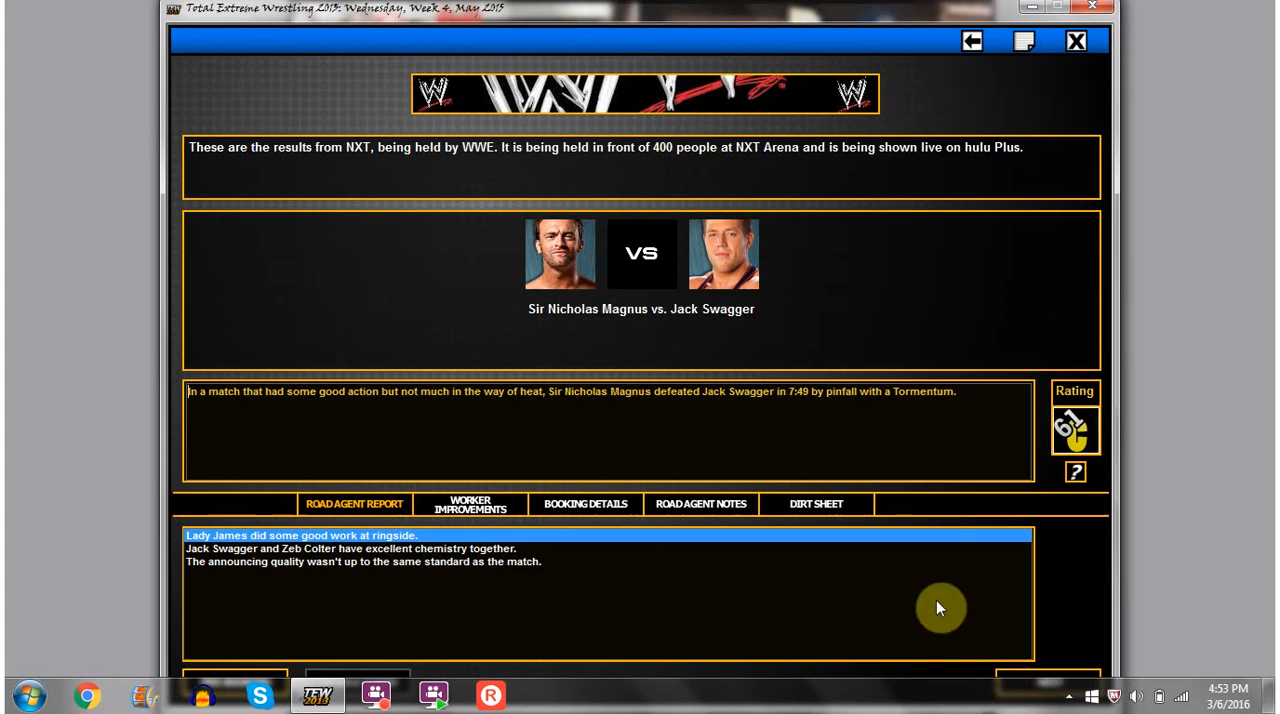 Total Extreme Wrestling 2013: Wednesday, Week 4, May 2015
These are the results from NXT, being held by WWE. It is being held in front of 400 people at NXT Arena and is being shown live on hulu Plus.
VS
Sir Nicholas Magnus vs. Jack Swagger
In a match that had some good action but not much in the way of heat, Sir Nicholas Magnus defeated Jack Swagger in 7:49 by pinfall with a Tormentum.
Rating
61
C
?
ROAD AGENT REPORT
WORKER IMPROVEMENTS
BOOKING DETAILS
ROAD AGENT NOTES
DIRT SHEET
Lady James did some good work at ringside.
Jack Swagger and Zeb Colter have excellent chemistry together.
The announcing quality wasn't up to the same standard as the match.
TEW
2013
4:53 PM
3/6/2016